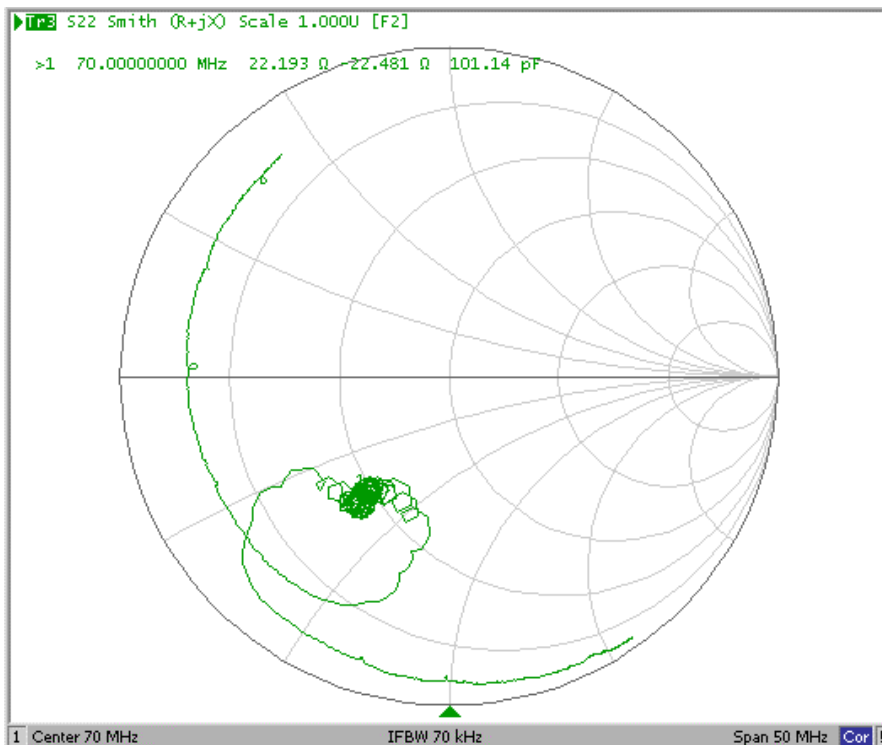 Tr3 S22 Smith (R+jX) Scale 1.000U [F2]
>1 70.00000000 MHz 22.193 Ω -22.481 Ω 101.14 pF
1 Center 70 MHz IFBW 70 kHz Span 50 MHz Cor !